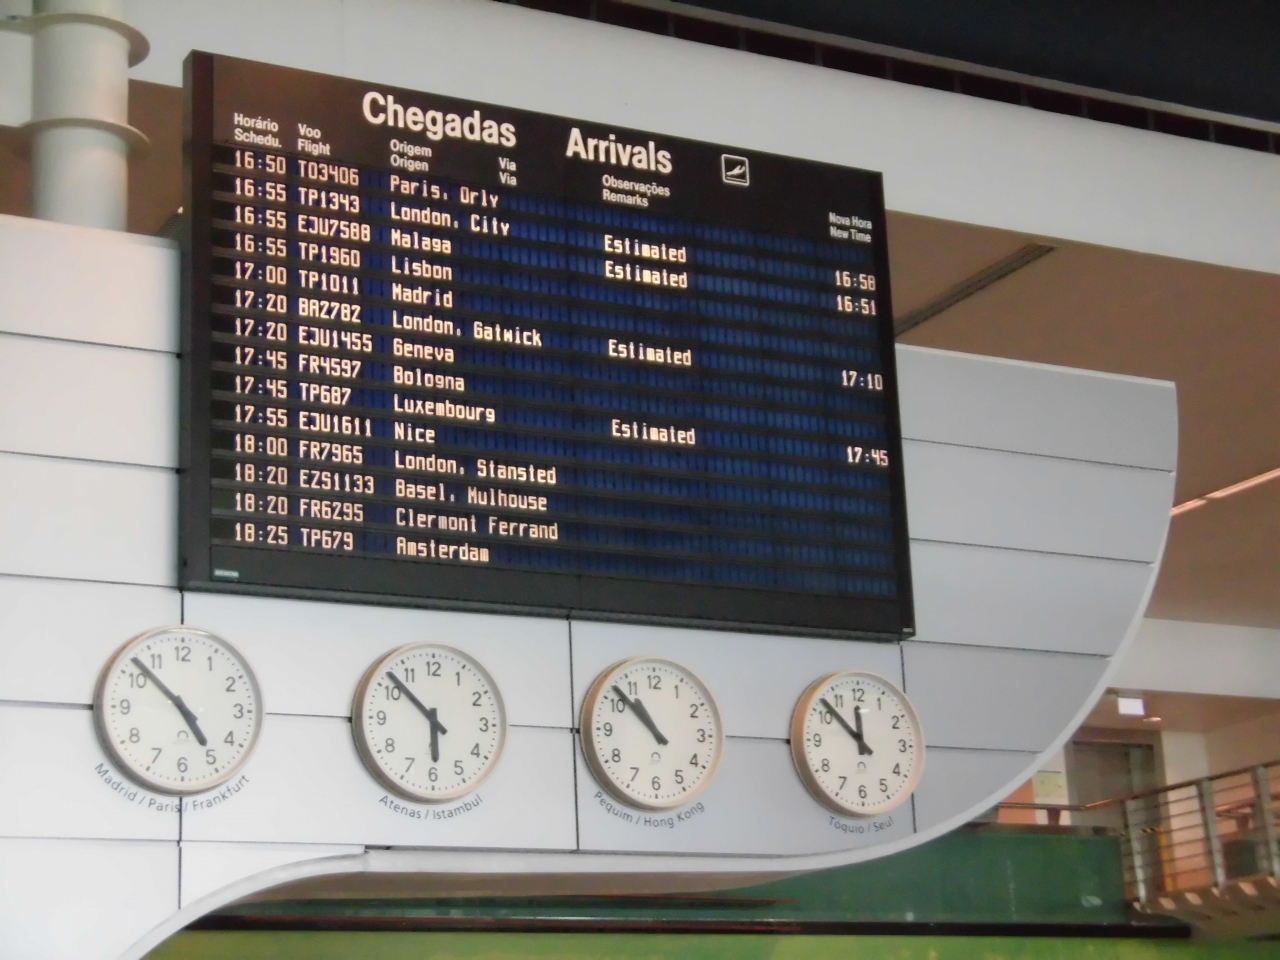 Chegadas Arrivals
Horário Voo Origem Via Observações Nova Hora
Schedu. Flight Origen Via Remarks New Time
16:50 TO3406 Paris, Orly
16:55 TP1343 London, City Estimated 16:58
16:55 EJU7588 Malaga Estimated 16:51
16:55 TP1960 Lisbon
17:00 TP1011 Madrid
17:20 BA2782 London, Gatwick Estimated 17:10
17:20 EJU1455 Geneva
17:45 FR4597 Bologna
17:45 TP687 Luxembourg Estimated 17:45
17:55 EJU1611 Nice
18:00 FR7965 London, Stansted
18:20 EZS1133 Basel, Mulhouse
18:20 FR6295 Clermont Ferrand
18:25 TP679 Amsterdam
Madrid / Paris / Frankfurt
Atenas / Istambul
Pequim / Hong Kong
Tóquio / Seul